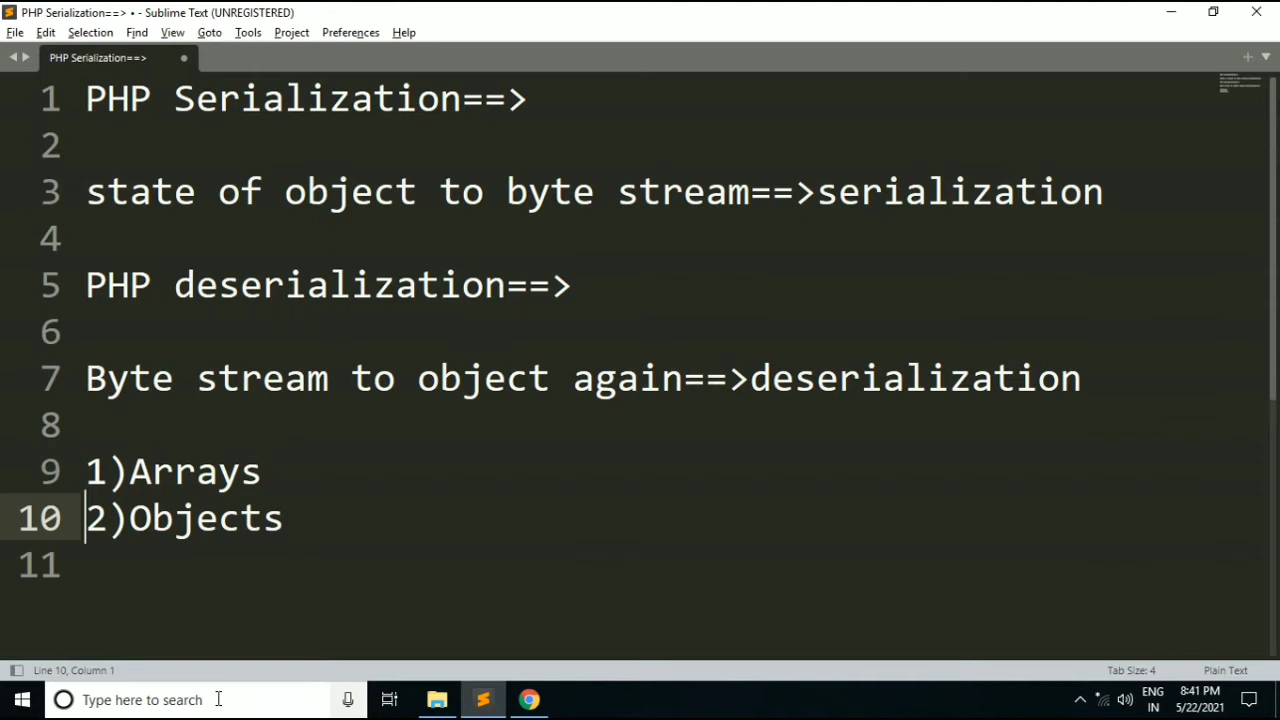 PHP Serialization==> • - Sublime Text (UNREGISTERED)
File Edit Selection Find View Goto Tools Project Preferences Help
PHP Serialization==>
1 PHP Serialization==>
2
3 state of object to byte stream==>serialization
4
5 PHP deserialization==>
6
7 Byte stream to object again==>deserialization
8
9 1)Arrays
10 2)Objects
11
Line 10, Column 1 Tab Size: 4 Plain Text
Type here to search ENG IN 8:41 PM 5/22/2021